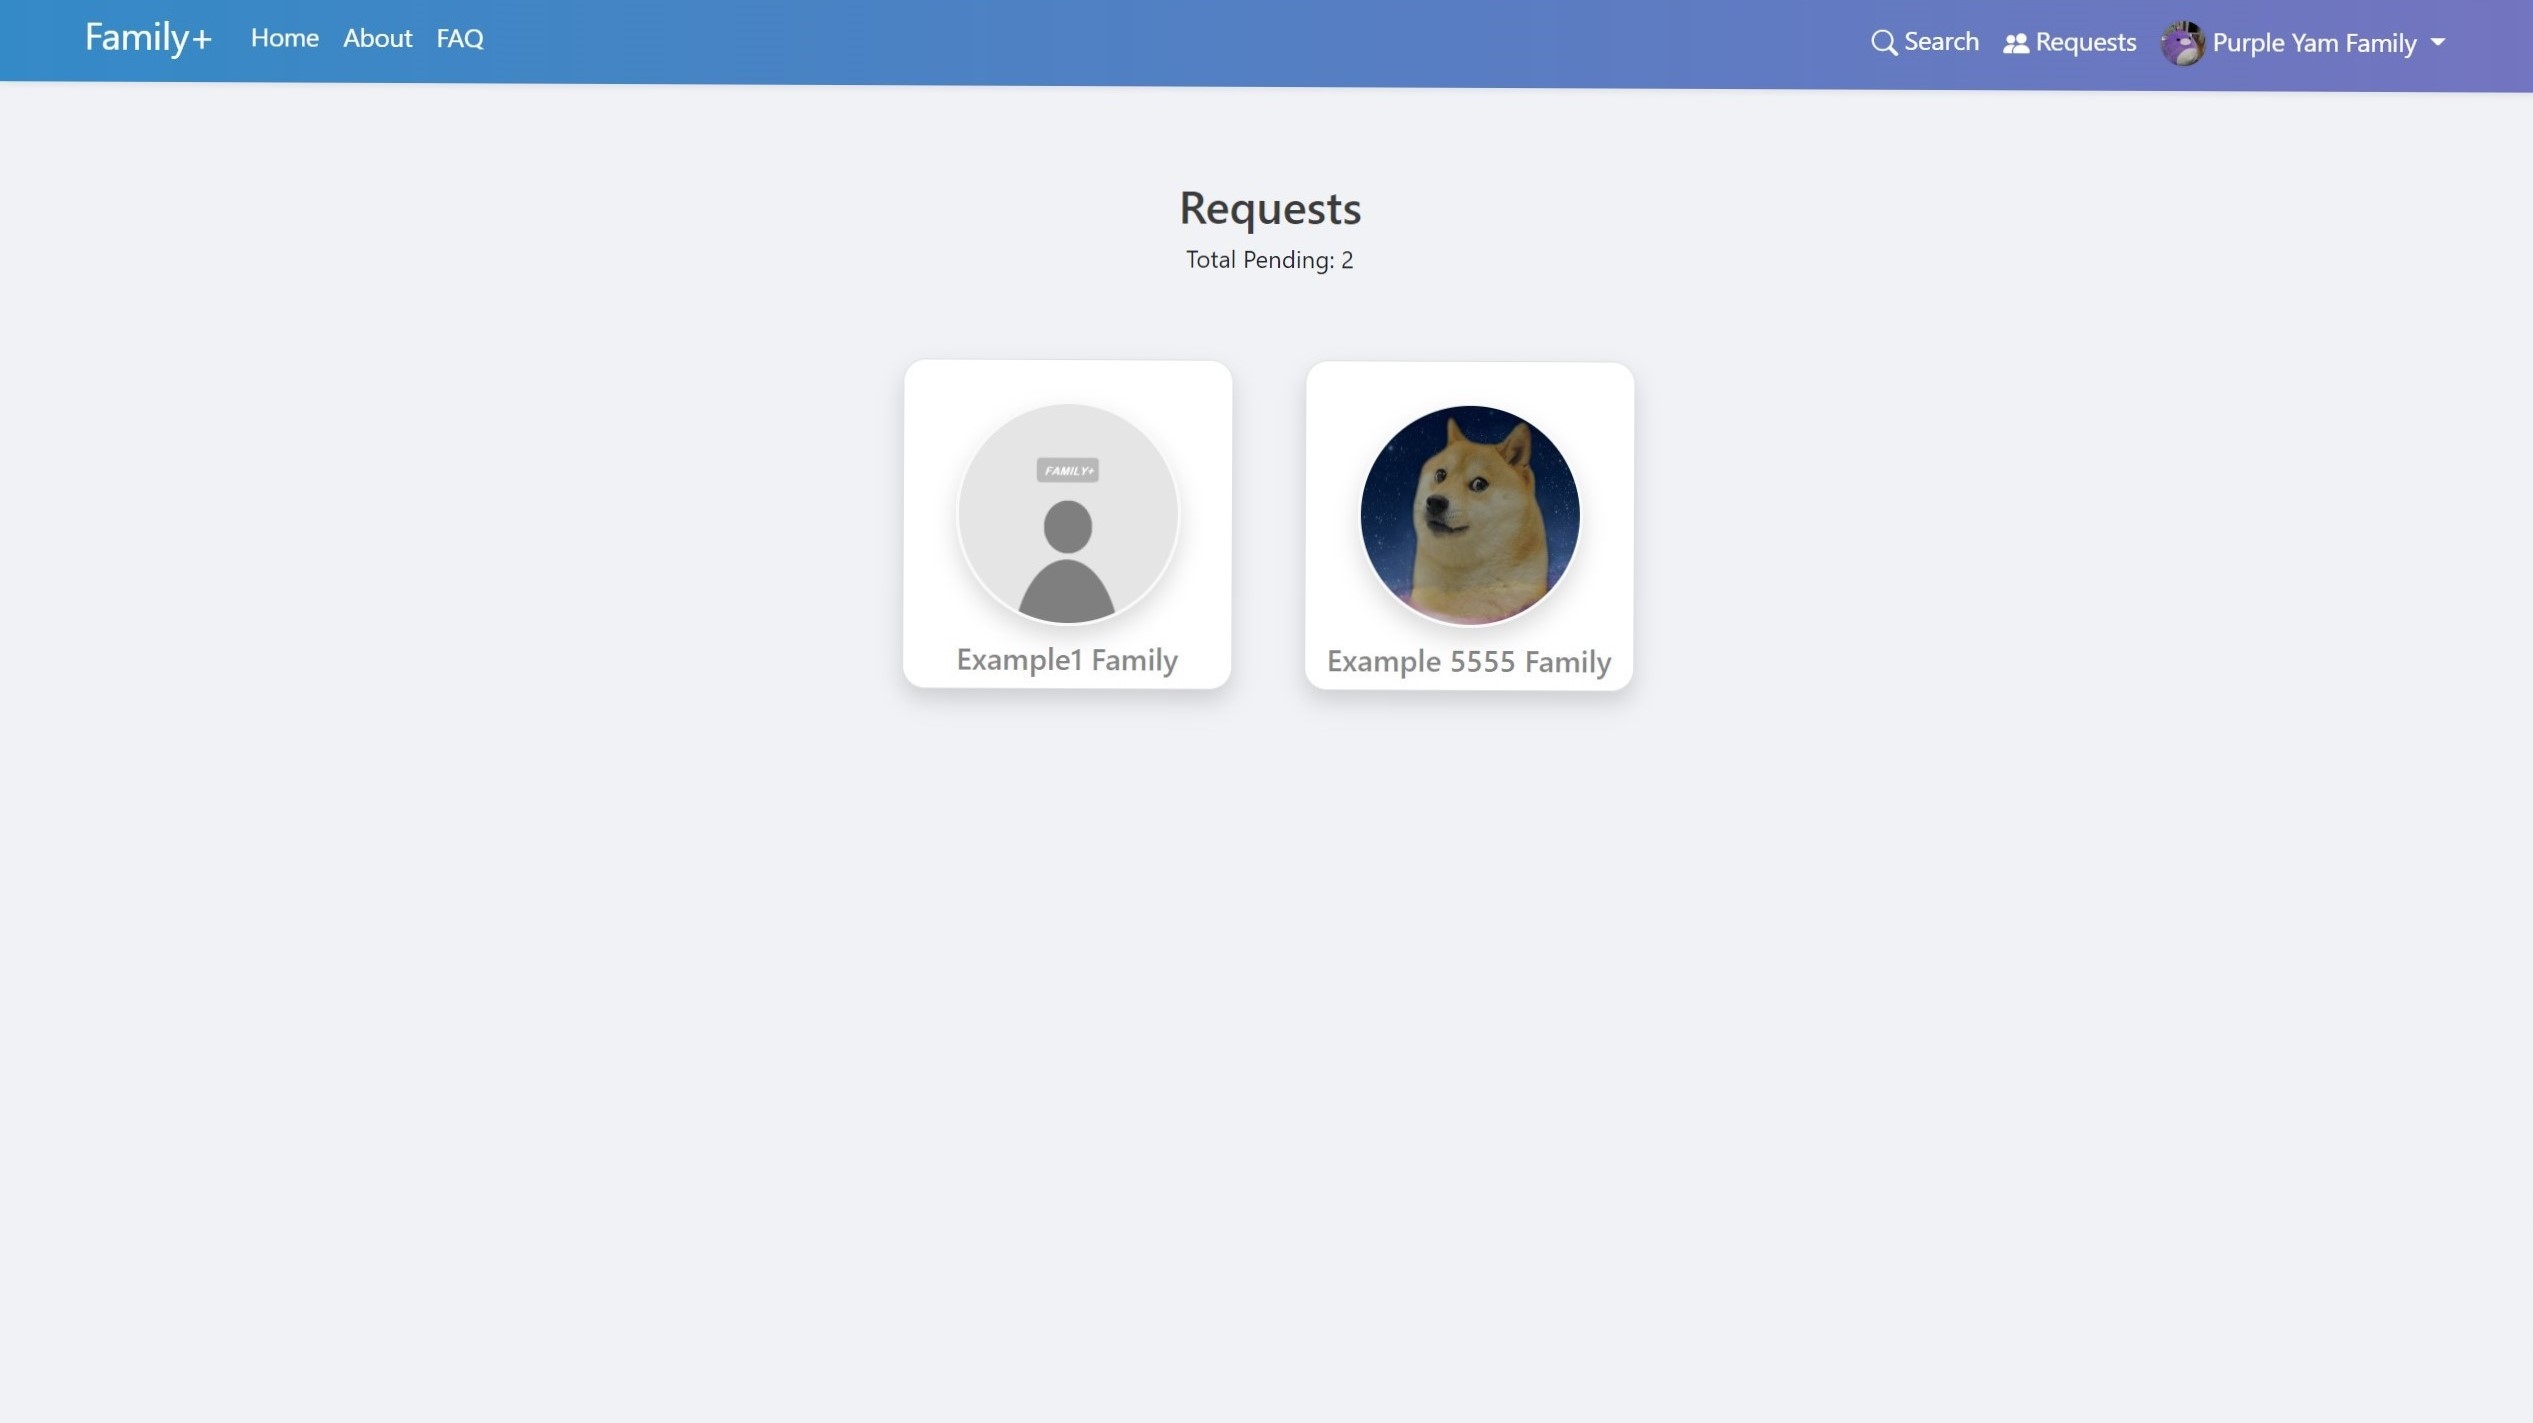 Family+ Home About FAQ Search Requests Purple Yam Family
Requests
Total Pending: 2
FAMILY+
Example1 Family
Example 5555 Family